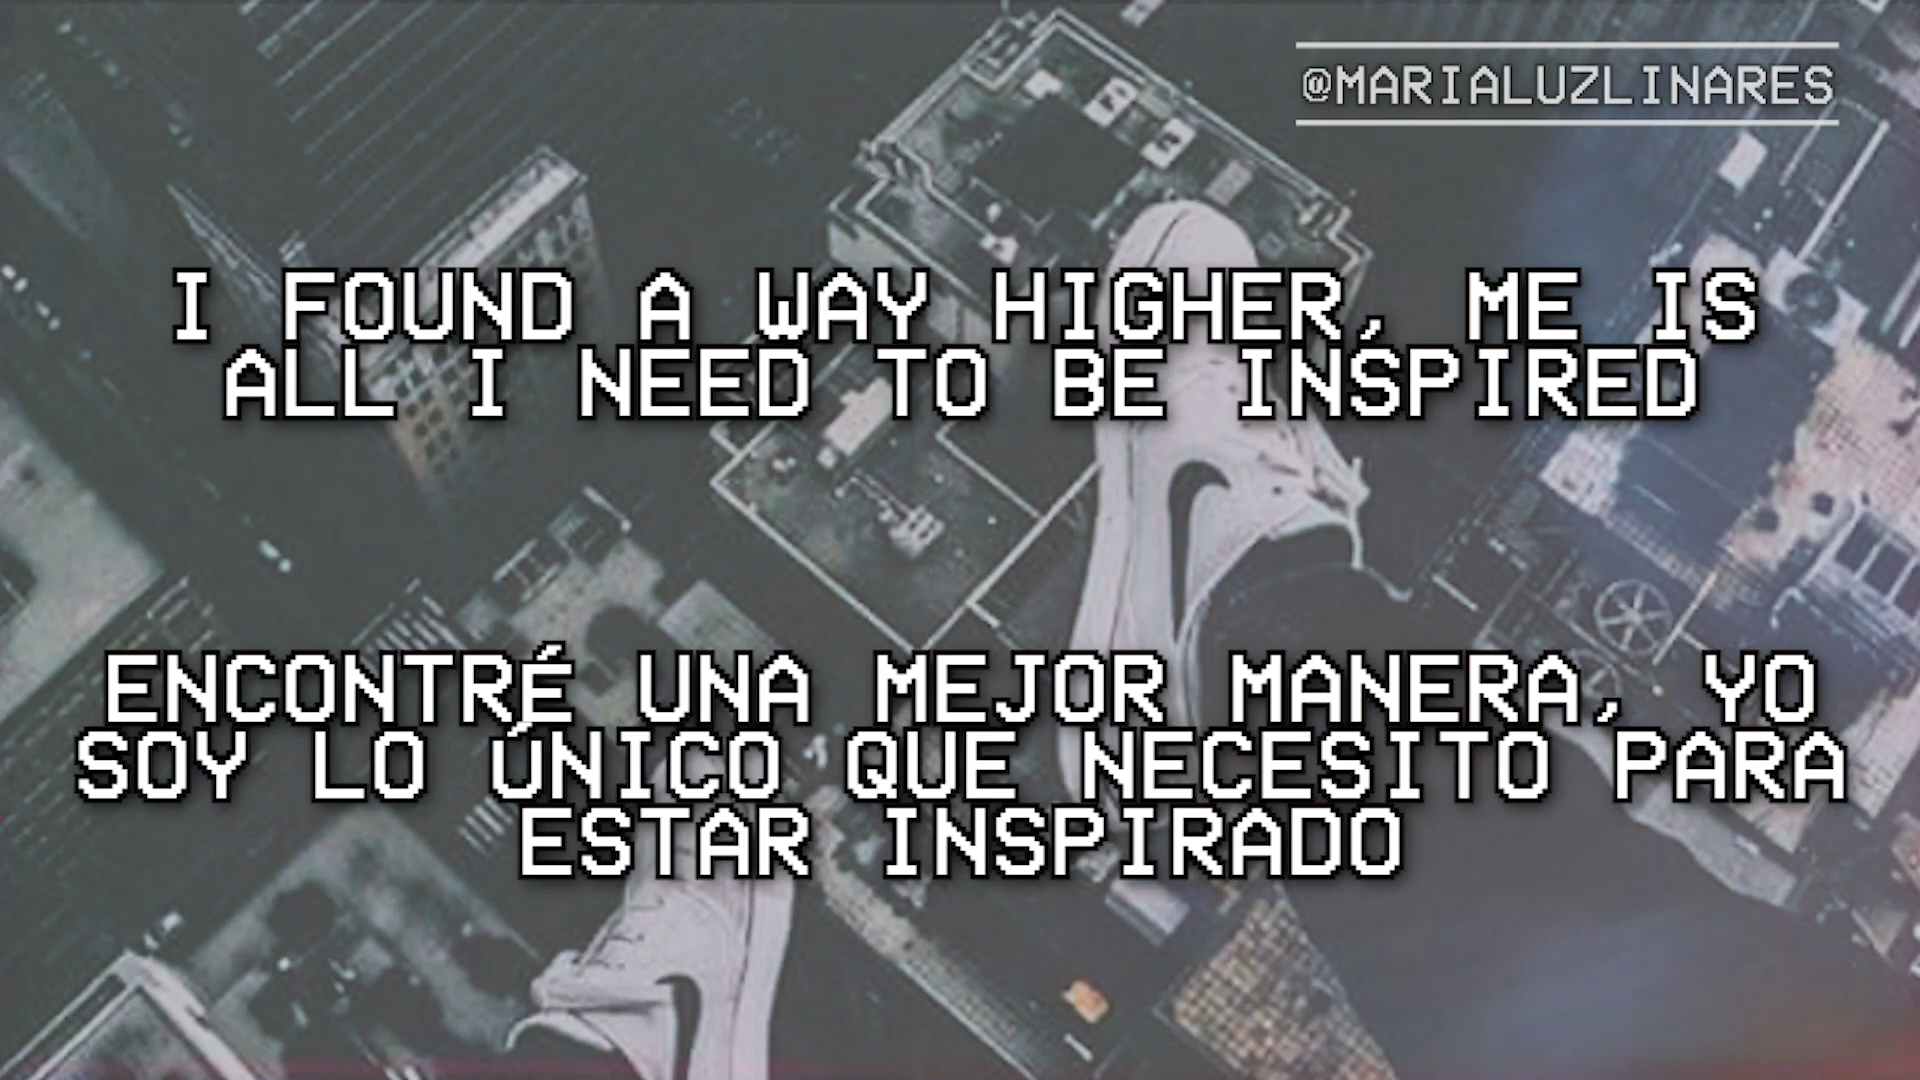 @MARIALUZLINARES
I FOUND A WAY HIGHER, ME IS
ALL I NEED TO BE INSPIRED
ENCONTRÉ UNA MEJOR MANERA, YO
SOY LO ÚNICO QUE NECESITO PARA
ESTAR INSPIRADO